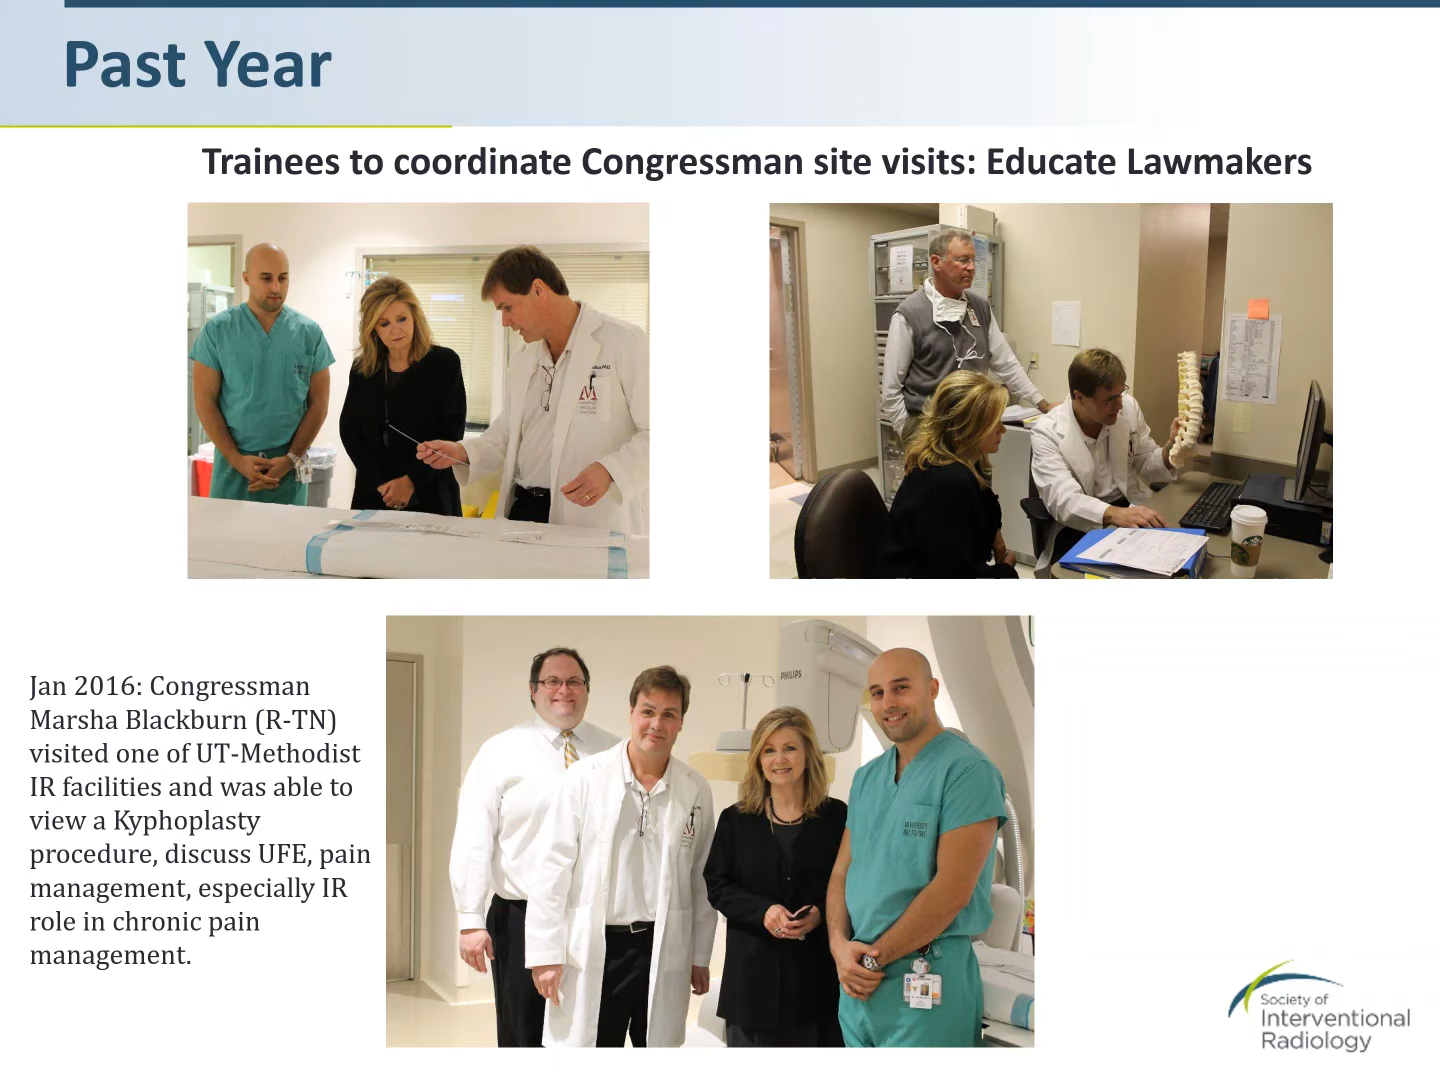 Past Year
Trainees to coordinate Congressman site visits: Educate Lawmakers
PHILIPS
Jan 2016: Congressman
Marsha Blackburn (R-TN)
visited one of UT-Methodist
IR facilities and was able to
view a Kyphoplasty
procedure, discuss UFE, pain
management, especially IR
role in chronic pain
management.
Society of
Interventional
Radiology